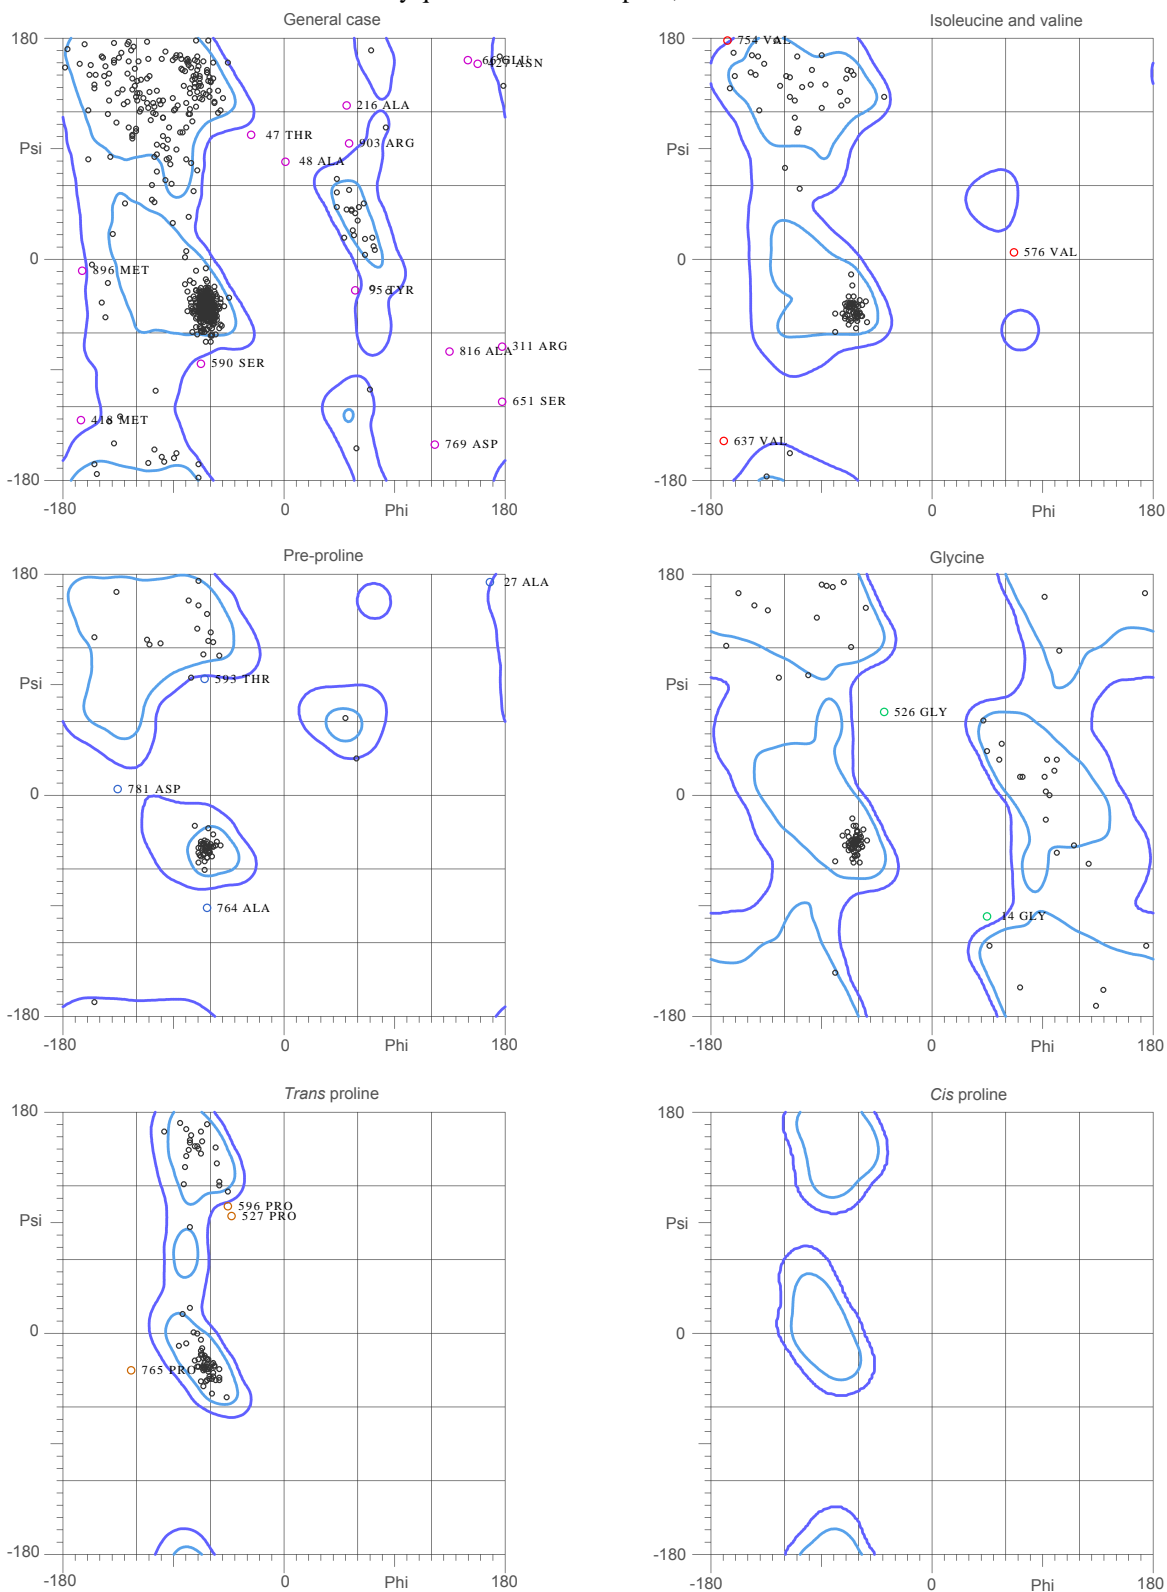 General case
180
Psi
0
-180
-180
0
Phi
180
427 ASN
216 ALA
47 THR
903 ARG
48 ALA
896 MET
95 TYR
311 ARG
816 ALA
590 SER
651 SER
418 MET
769 ASP
Isoleucine and valine
180
Psi
0
-180
-180
0
Phi
180
754 VAL
576 VAL
637 VAL
Pre-proline
180
Psi
0
-180
-180
0
Phi
180
27 ALA
593 THR
781 ASP
764 ALA
Glycine
180
Psi
0
-180
-180
0
Phi
180
526 GLY
14 GLY
Trans proline
180
Psi
0
-180
-180
0
Phi
180
596 PRO
527 PRO
765 PRO
Cis proline
180
Psi
0
-180
-180
0
Phi
180